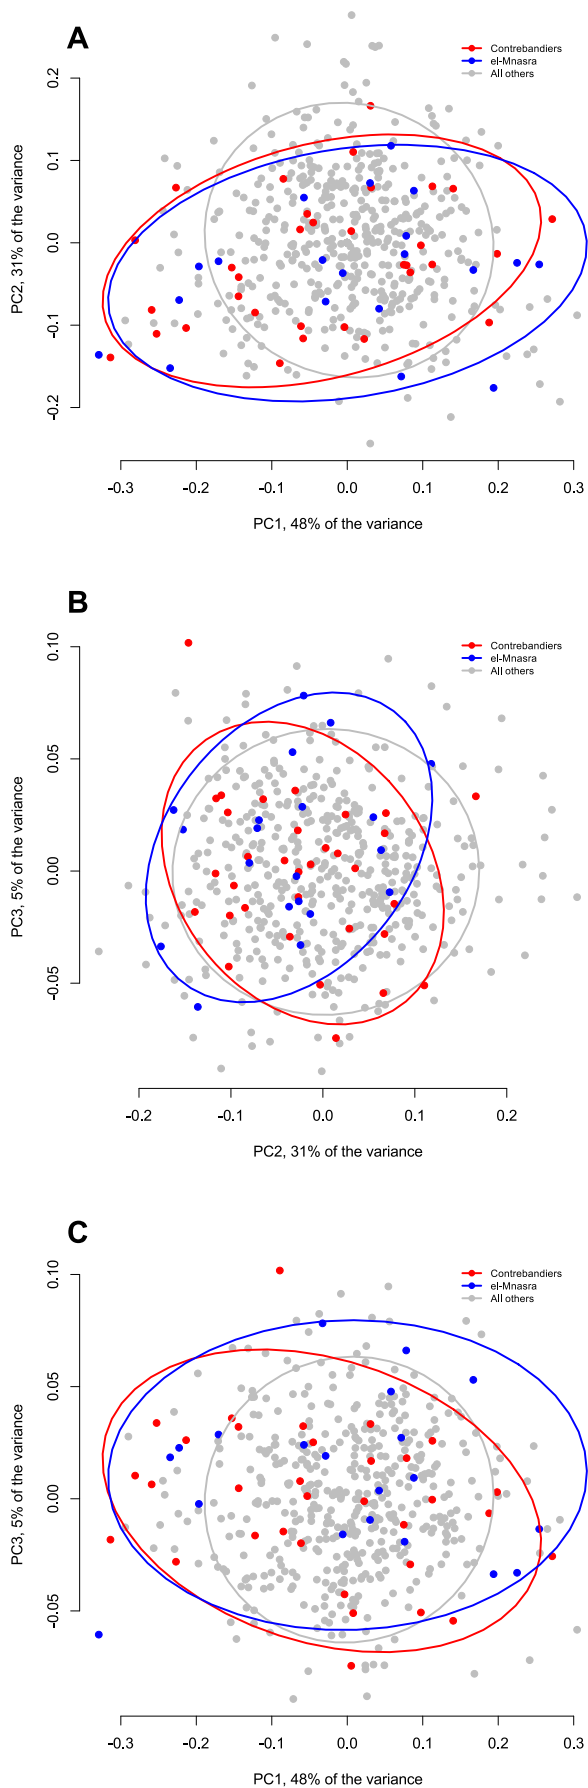 A
Contrebandiers
el-Mnasra
All others
0.2
0.1
0.0
-0.1
-0.2
PC2, 31% of the variance
-0.3 -0.2 -0.1 0.0 0.1 0.2 0.3
PC1, 48% of the variance
B
Contrebandiers
el-Mnasra
All others
0.10
0.05
0.00
-0.05
PC3, 5% of the variance
-0.2 -0.1 0.0 0.1 0.2
PC2, 31% of the variance
C
Contrebandiers
el-Mnasra
All others
0.10
0.05
0.00
-0.05
PC3, 5% of the variance
-0.3 -0.2 -0.1 0.0 0.1 0.2 0.3
PC1, 48% of the variance